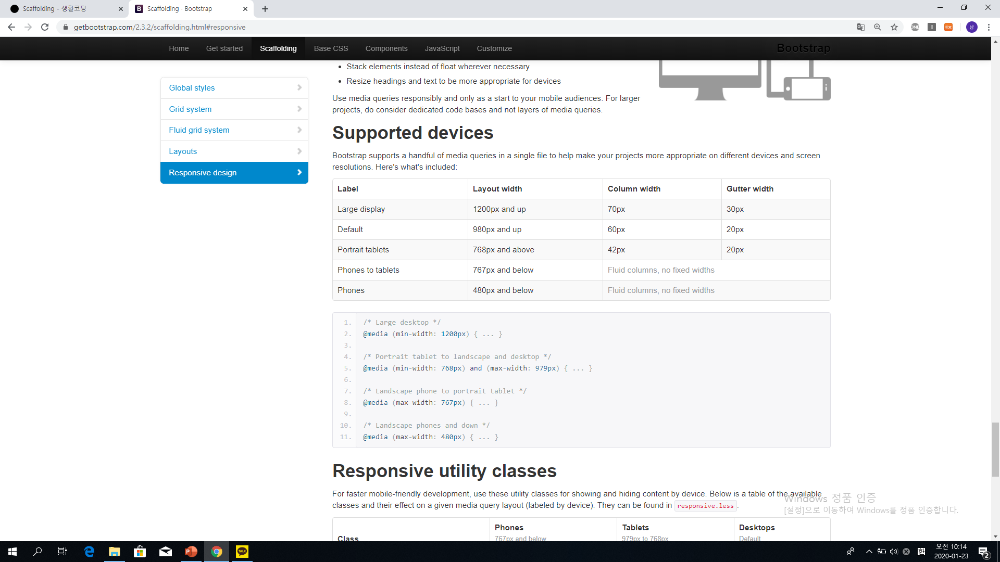 Scaffolding - 생활코딩
Scaffolding · Bootstrap
getbootstrap.com/2.3.2/scaffolding.html#responsive
ONE
남
Home Get started Scaffolding Base CSS Components JavaScript Customize Bootstrap
Global styles
Grid system
Fluid grid system
Layouts
Responsive design
• Stack elements instead of float wherever necessary
• Resize headings and text to be more appropriate for devices
Use media queries responsibly and only as a start to your mobile audiences. For larger
projects, do consider dedicated code bases and not layers of media queries.
Supported devices
Bootstrap supports a handful of media queries in a single file to help make your projects more appropriate on different devices and screen
resolutions. Here's what's included:
Label Layout width Column width Gutter width
Large display 1200px and up 70px 30px
Default 980px and up 60px 20px
Portrait tablets 768px and above 42px 20px
Phones to tablets 767px and below Fluid columns, no fixed widths
Phones 480px and below Fluid columns, no fixed widths
1. /* Large desktop */
2. @media (min-width: 1200px) { ... }
3.
4. /* Portrait tablet to landscape and desktop */
5. @media (min-width: 768px) and (max-width: 979px) { ... }
6.
7. /* Landscape phone to portrait tablet */
8. @media (max-width: 767px) { ... }
9.
10. /* Landscape phones and down */
11. @media (max-width: 480px) { ... }
Responsive utility classes
For faster mobile-friendly development, use these utility classes for showing and hiding content by device. Below is a table of the available
classes and their effect on a given media query layout (labeled by device). They can be found in responsive.less.
Windows 정품 인증
[설정]으로 이동하여 Windows를 정품 인증합니다.
Phones Tablets Desktops
Class 767px and below 979px to 768px Default
TALK
한
오전 10:14
2020-01-23
2